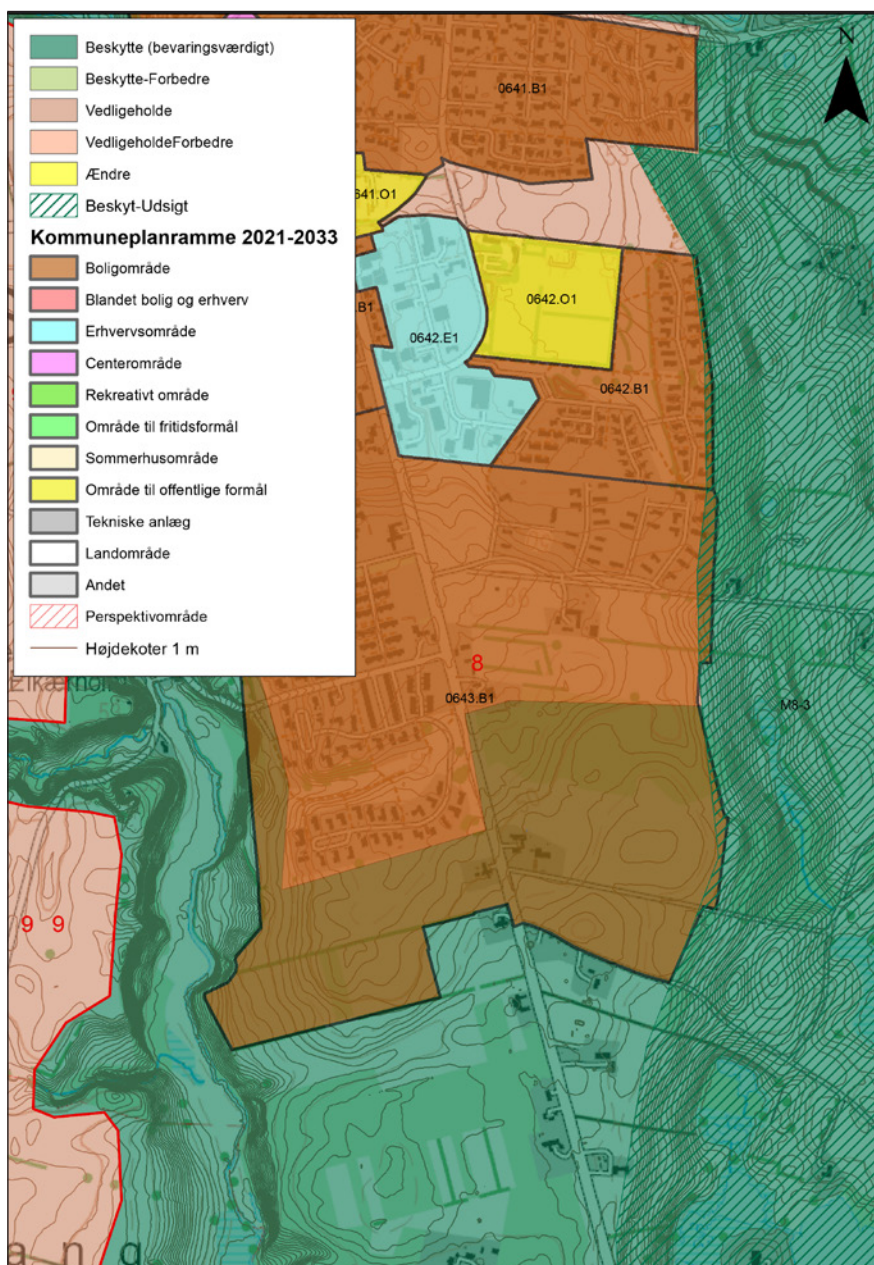 Beskytte (bevaringsværdigt)
Beskytte-Forbedre
Vedligeholde
VedligeholdeForbedre
Ændre
Beskyt-Udsigt
Kommuneplanramme 2021-2033
Boligområde
Blandet bolig og erhverv
Erhvervsområde
Centerområde
Rekreativt område
Område til fritidsformål
Sommerhusområde
Område til offentlige formål
Tekniske anlæg
Landområde
Andet
Perspektivområde
Højdekoter 1 m
N
0641.B1
641.O1
0642.O1
.B1
0642.E1
0642.B1
8
0643.B1
M8-3
9 9
a n g